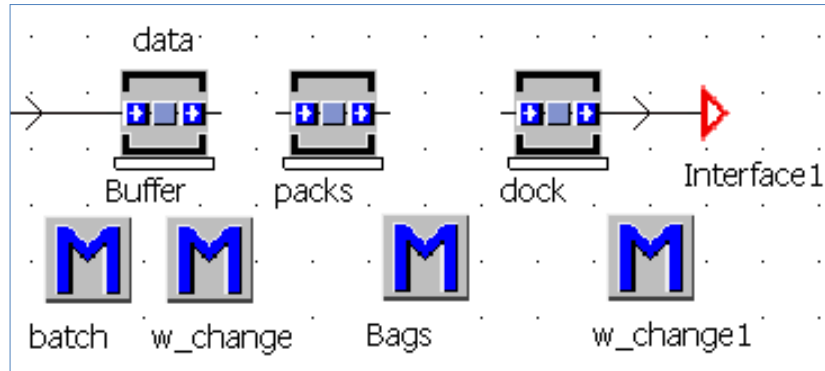 data
Buffer
packs
dock
Interface1
M
M
M
M
batch
w_change
Bags
w_change1